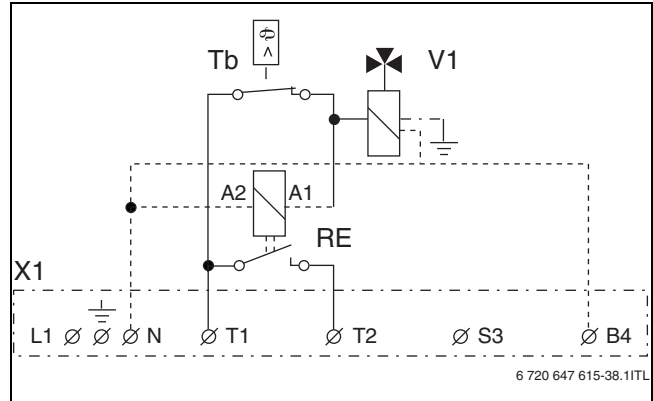 ϑ >
Tb
V1
A2
A1
RE
X1
L1
N
T1
T2
S3
B4
6 720 647 615-38.1ITL